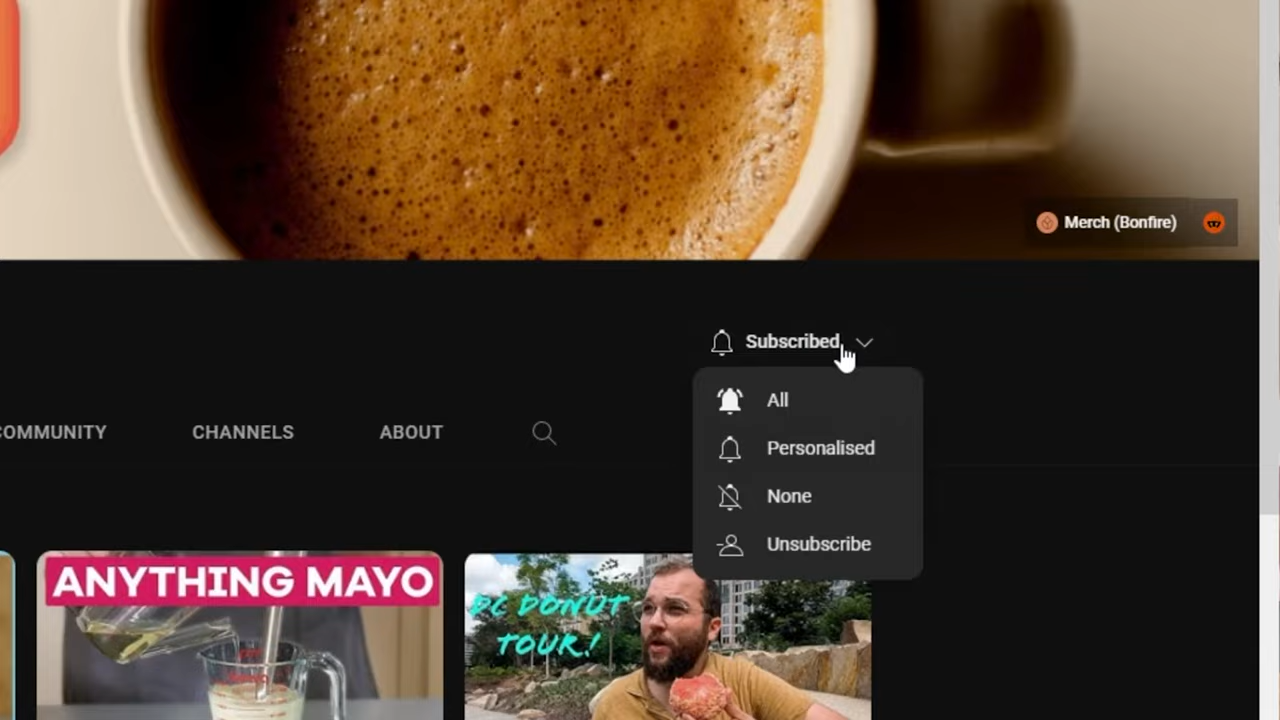 Merch (Bonfire)
Subscribed
All
COMMUNITY
CHANNELS
ABOUT
Personalised
None
Unsubscribe
ANYTHING MAYO
DC DONUT
TOUR!